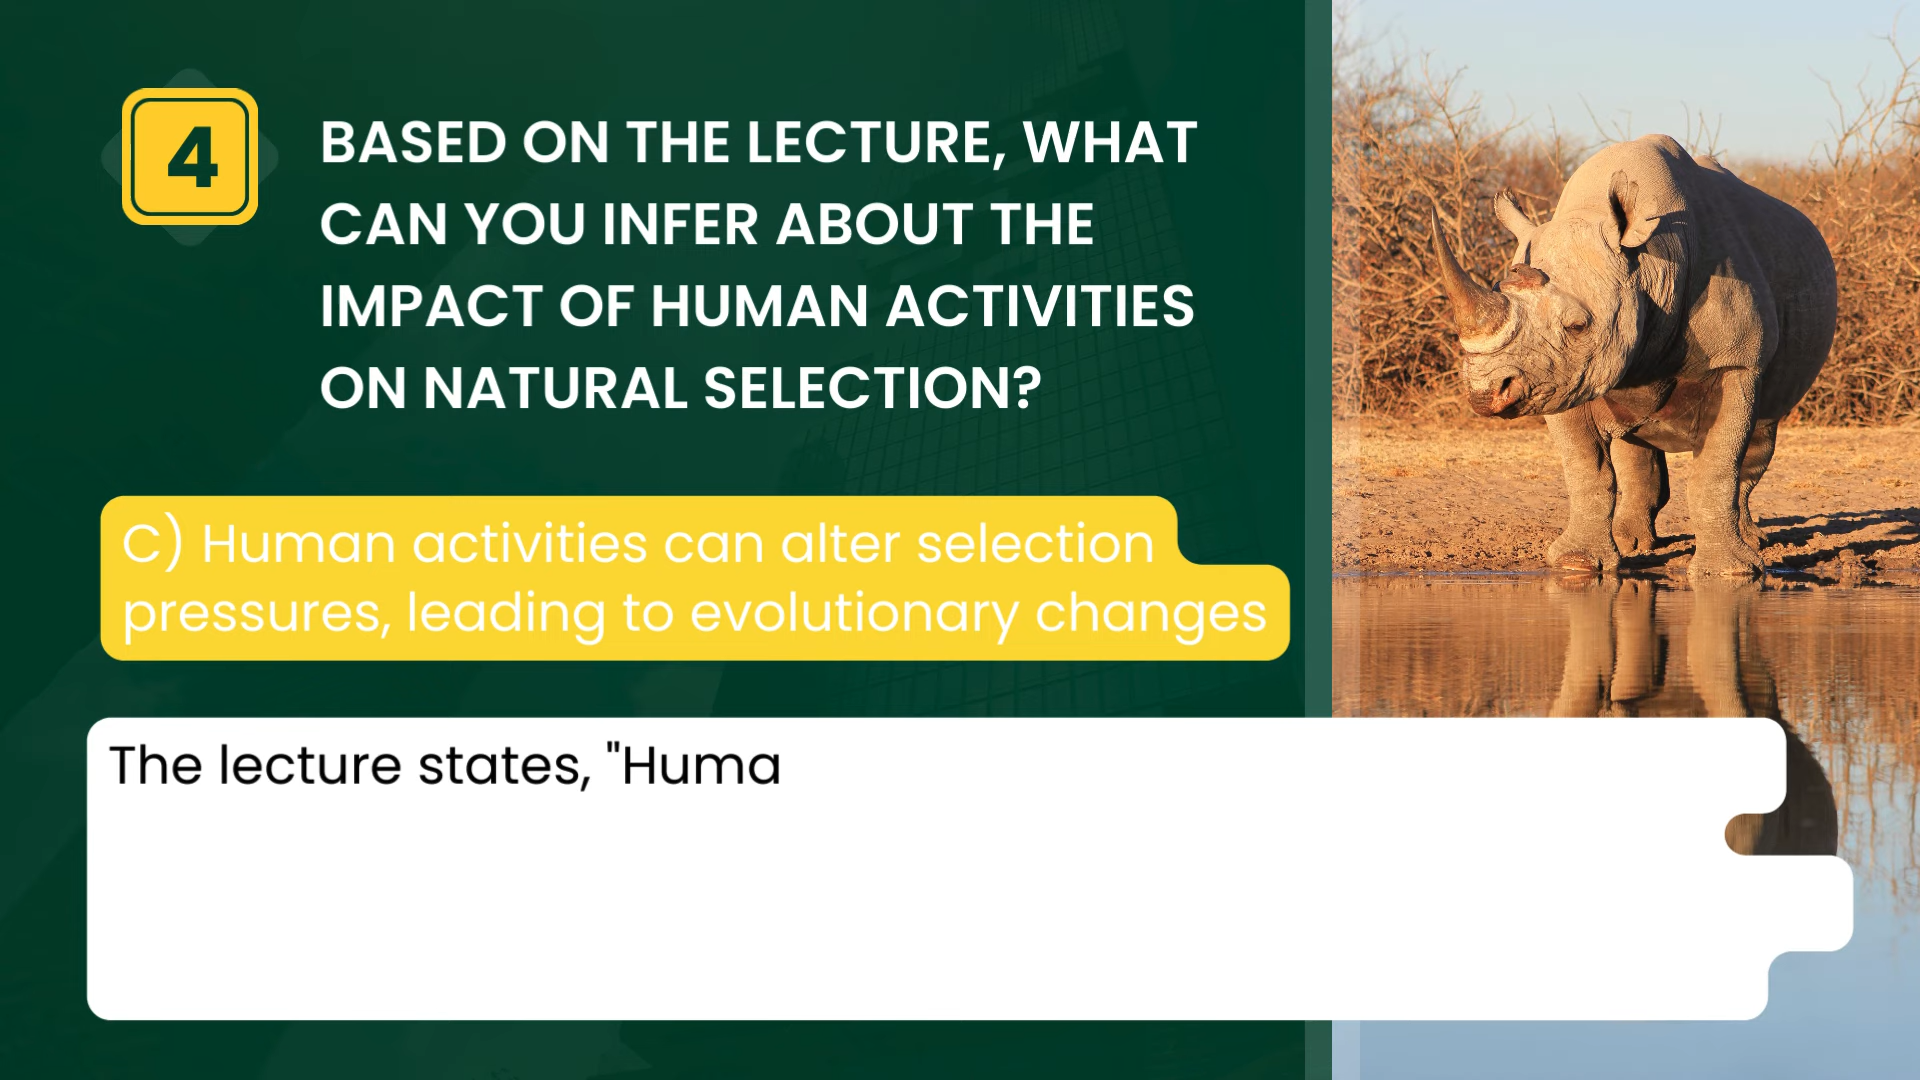 4
BASED ON THE LECTURE, WHAT
CAN YOU INFER ABOUT THE
IMPACT OF HUMAN ACTIVITIES
ON NATURAL SELECTION?
C) Human activities can alter selection
pressures, leading to evolutionary changes
The lecture states, "Huma